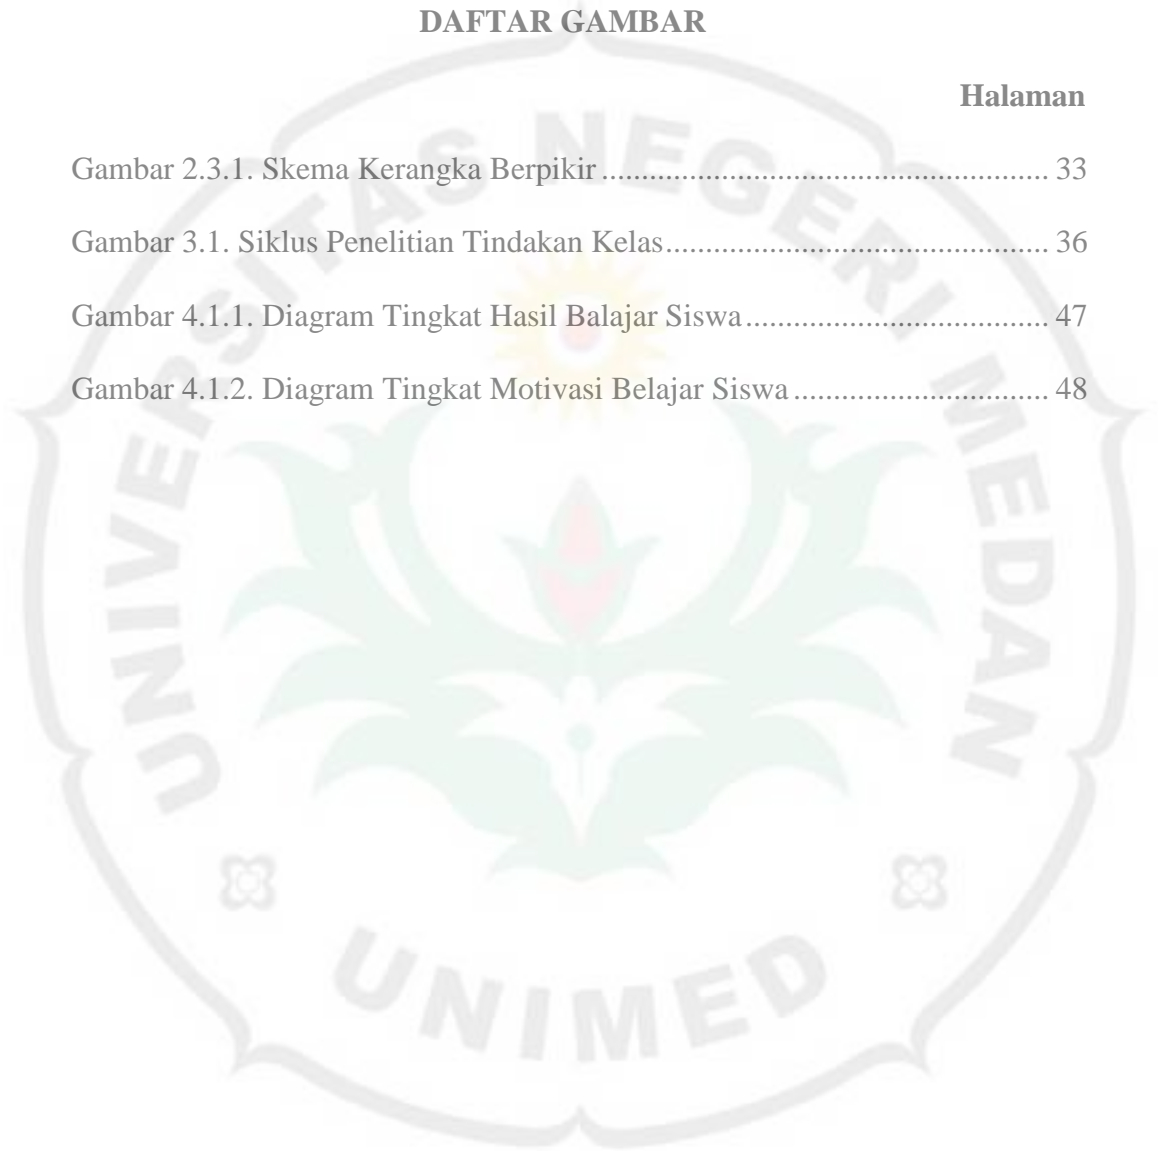 DAFTAR GAMBAR
Halaman
Gambar 2.3.1. Skema Kerangka Berpikir ....................................................... 33
Gambar 3.1. Siklus Penelitian Tindakan Kelas............................................... 36
Gambar 4.1.1. Diagram Tingkat Hasil Balajar Siswa..................................... 47
Gambar 4.1.2. Diagram Tingkat Motivasi Belajar Siswa ............................... 48
UNIVERSITAS NEGERI MEDAN
UNIMED